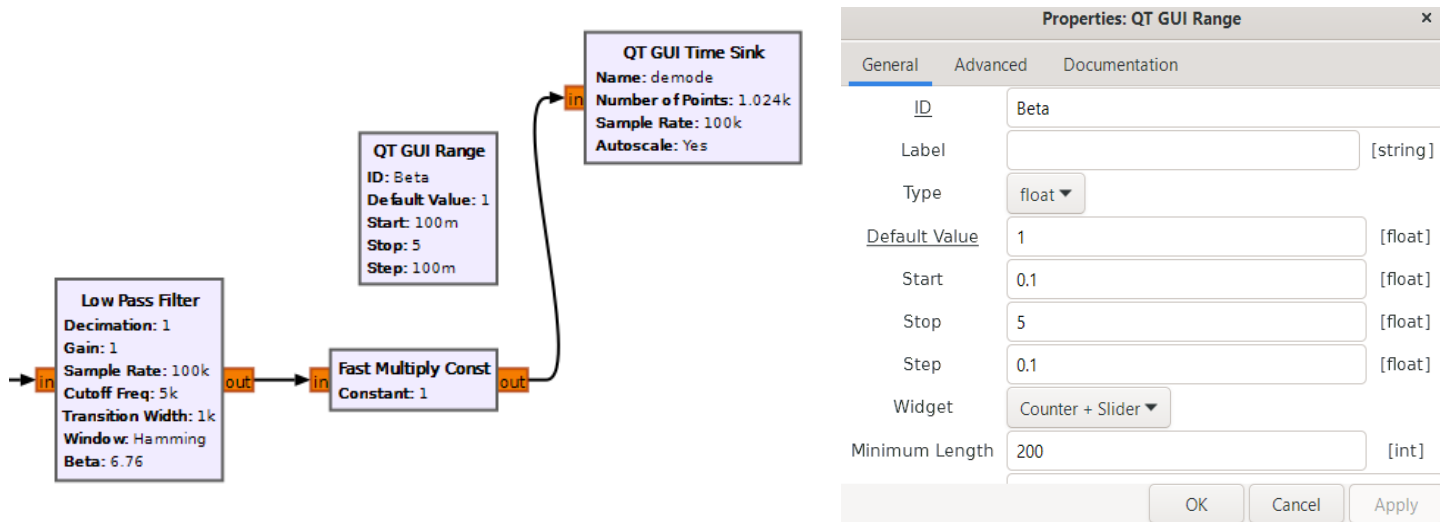 QT GUI Time Sink
Name: demode
Number of Points: 1.024k
Sample Rate: 100k
Autoscale: Yes
in
QT GUI Range
ID: Beta
Default Value: 1
Start: 100m
Stop: 5
Step: 100m
Low Pass Filter
Decimation: 1
Gain: 1
Sample Rate: 100k
Cutoff Freq: 5k
Transition Width: 1k
Window: Hamming
Beta: 6.76
in
out
Fast Multiply Const
Constant: 1
in
out
Properties: QT GUI Range ×
General Advanced Documentation
ID Beta
Label [string]
Type float
Default Value 1 [float]
Start 0.1 [float]
Stop 5 [float]
Step 0.1 [float]
Widget Counter + Slider
Minimum Length 200 [int]
OK Cancel Apply